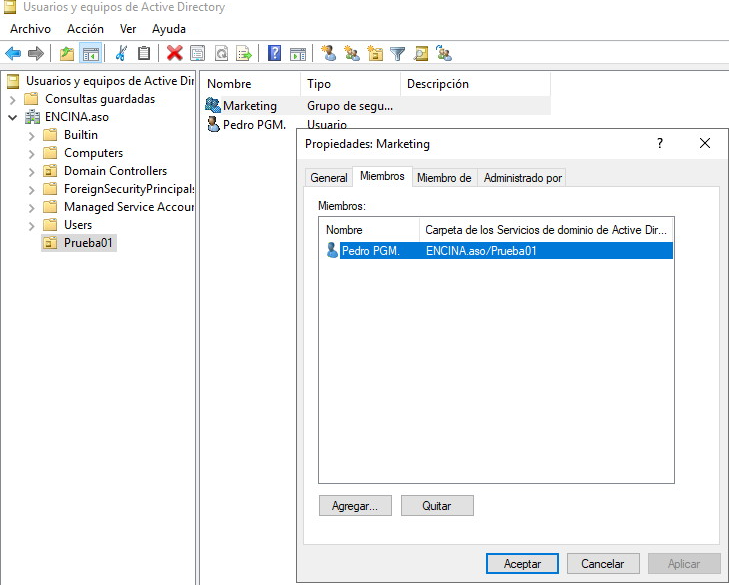 Usuarios y equipos de Active Directory
Archivo Acción Ver Ayuda
Usuarios y equipos de Active Dir
Consultas guardadas
ENCINA.aso
Builtin
Computers
Domain Controllers
ForeignSecurityPrincipals
Managed Service Accour
Users
Prueba01
Nombre Tipo Descripción
Marketing Grupo de segu...
Pedro PGM. Usuario
Propiedades: Marketing
General Miembros Miembro de Administrado por
Miembros:
Nombre Carpeta de los Servicios de dominio de Active Dir...
Pedro PGM. ENCINA.aso/Prueba01
Agregar... Quitar
Aceptar Cancelar Aplicar